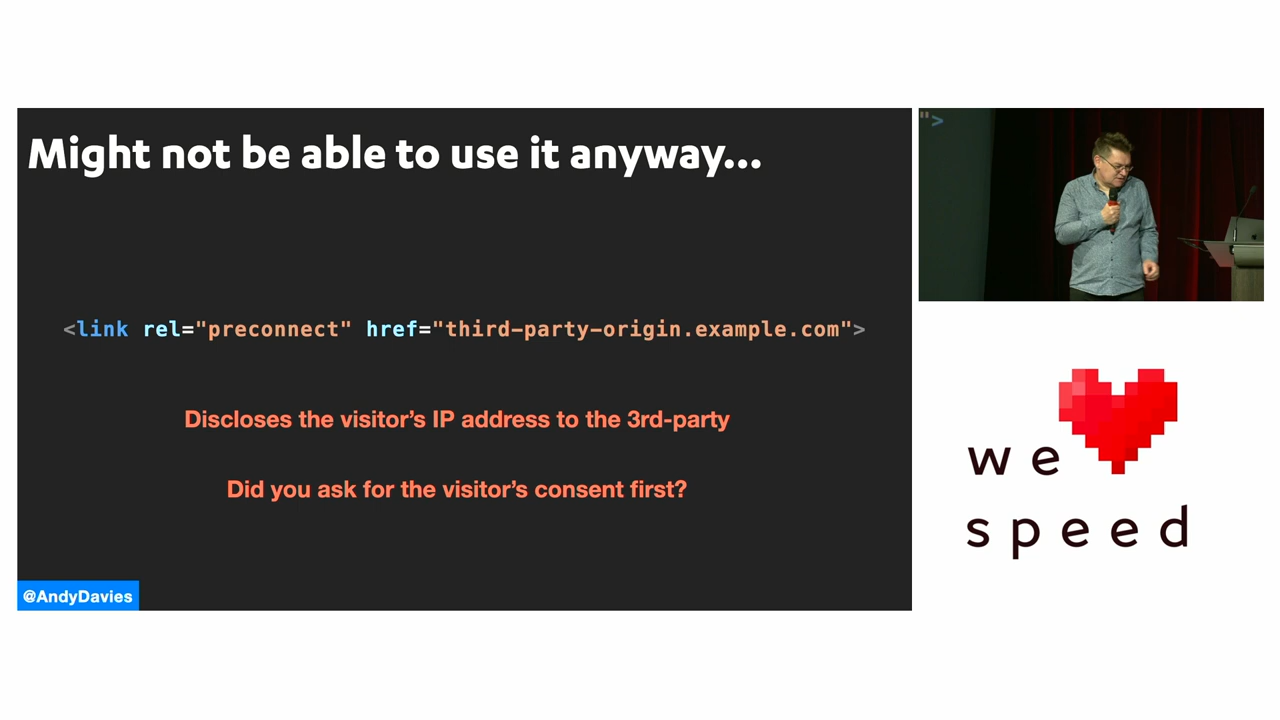 Might not be able to use it anyway...
<link rel="preconnect" href="third-party-origin.example.com">
Discloses the visitor’s IP address to the 3rd-party
Did you ask for the visitor’s consent first?
@AndyDavies
">
we
speed